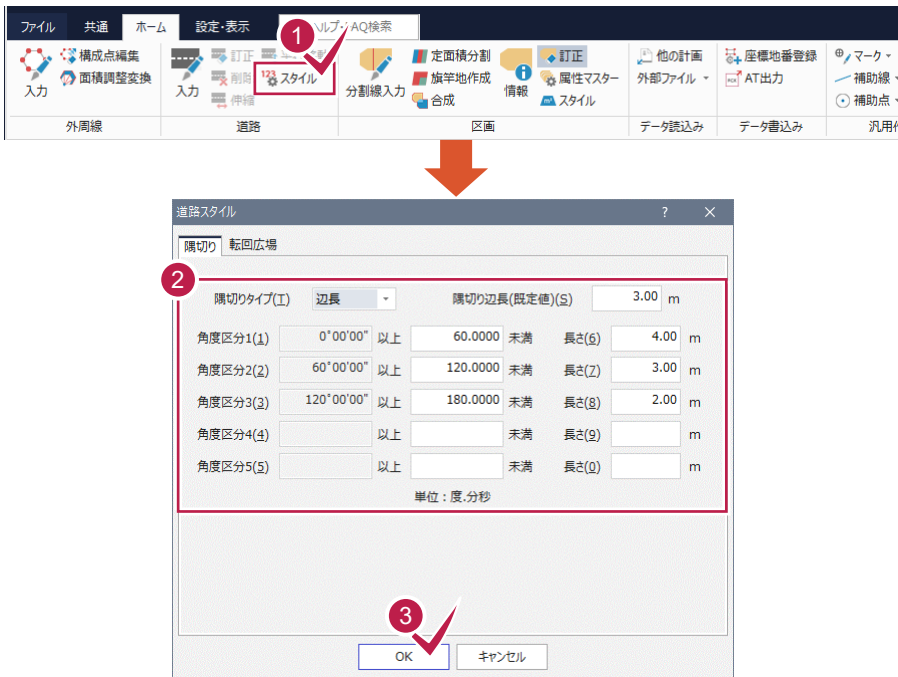 ファイル 共通 ホーム 設定・表示 AQ検索
1
構成点編集 訂正 スタイル 定面積分割 訂正 他の計画 座標地番登録 マーク
面積調整変換 削除 旗竿地作成 属性マスター 外部ファイル AT出力 補助線
入力 入力 伸縮 分割線入力 合成 情報 スタイル 補助点
外周線 道路 区画 データ読込み データ書込み 汎用
道路スタイル ? ×
隅切り 転回広場
2
隅切りタイプ(T) 辺長 隅切り辺長(既定値)(S) 3.00 m
角度区分1(1) 0°00'00" 以上 60.0000 未満 長さ(6) 4.00 m
角度区分2(2) 60°00'00" 以上 120.0000 未満 長さ(7) 3.00 m
角度区分3(3) 120°00'00" 以上 180.0000 未満 長さ(8) 2.00 m
角度区分4(4) 以上 未満 長さ(9) m
角度区分5(5) 以上 未満 長さ(0) m
単位：度.分秒
3
OK キャンセル